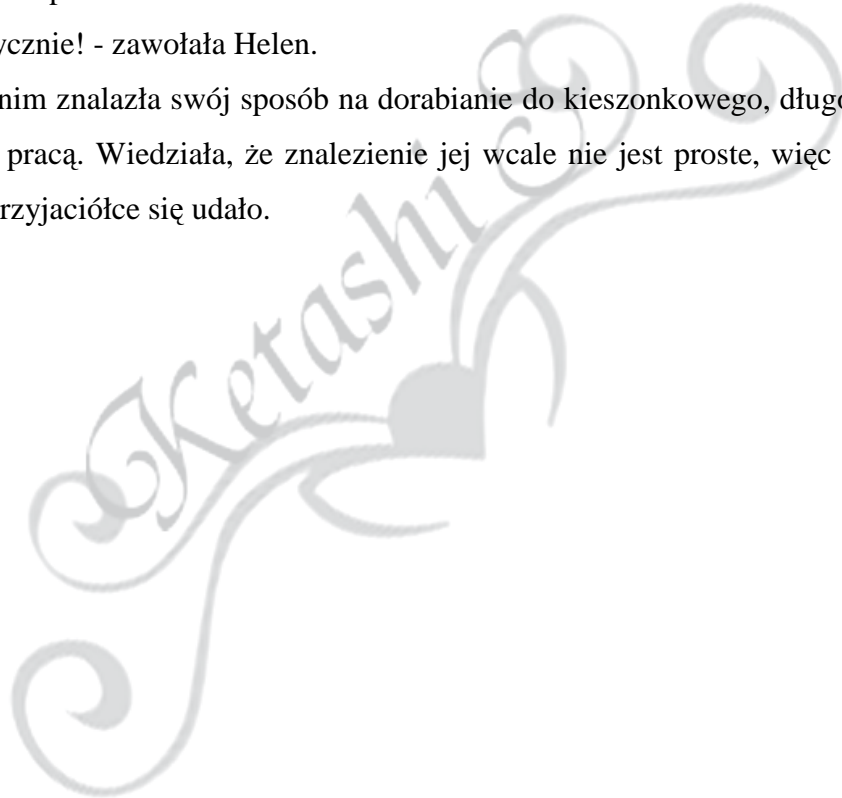 ycznie! - zawołała Helen.
nim znalazła swój sposób na dorabianie do kieszonkowego, długo
pracą. Wiedziała, że znalezienie jej wcale nie jest proste, więc
rzyjaciółce się udało.
Ketashi